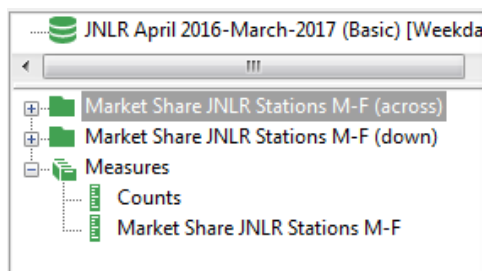 JNLR April 2016-March-2017 (Basic) [Weekda
Market Share JNLR Stations M-F (across)
Market Share JNLR Stations M-F (down)
Measures
Counts
Market Share JNLR Stations M-F